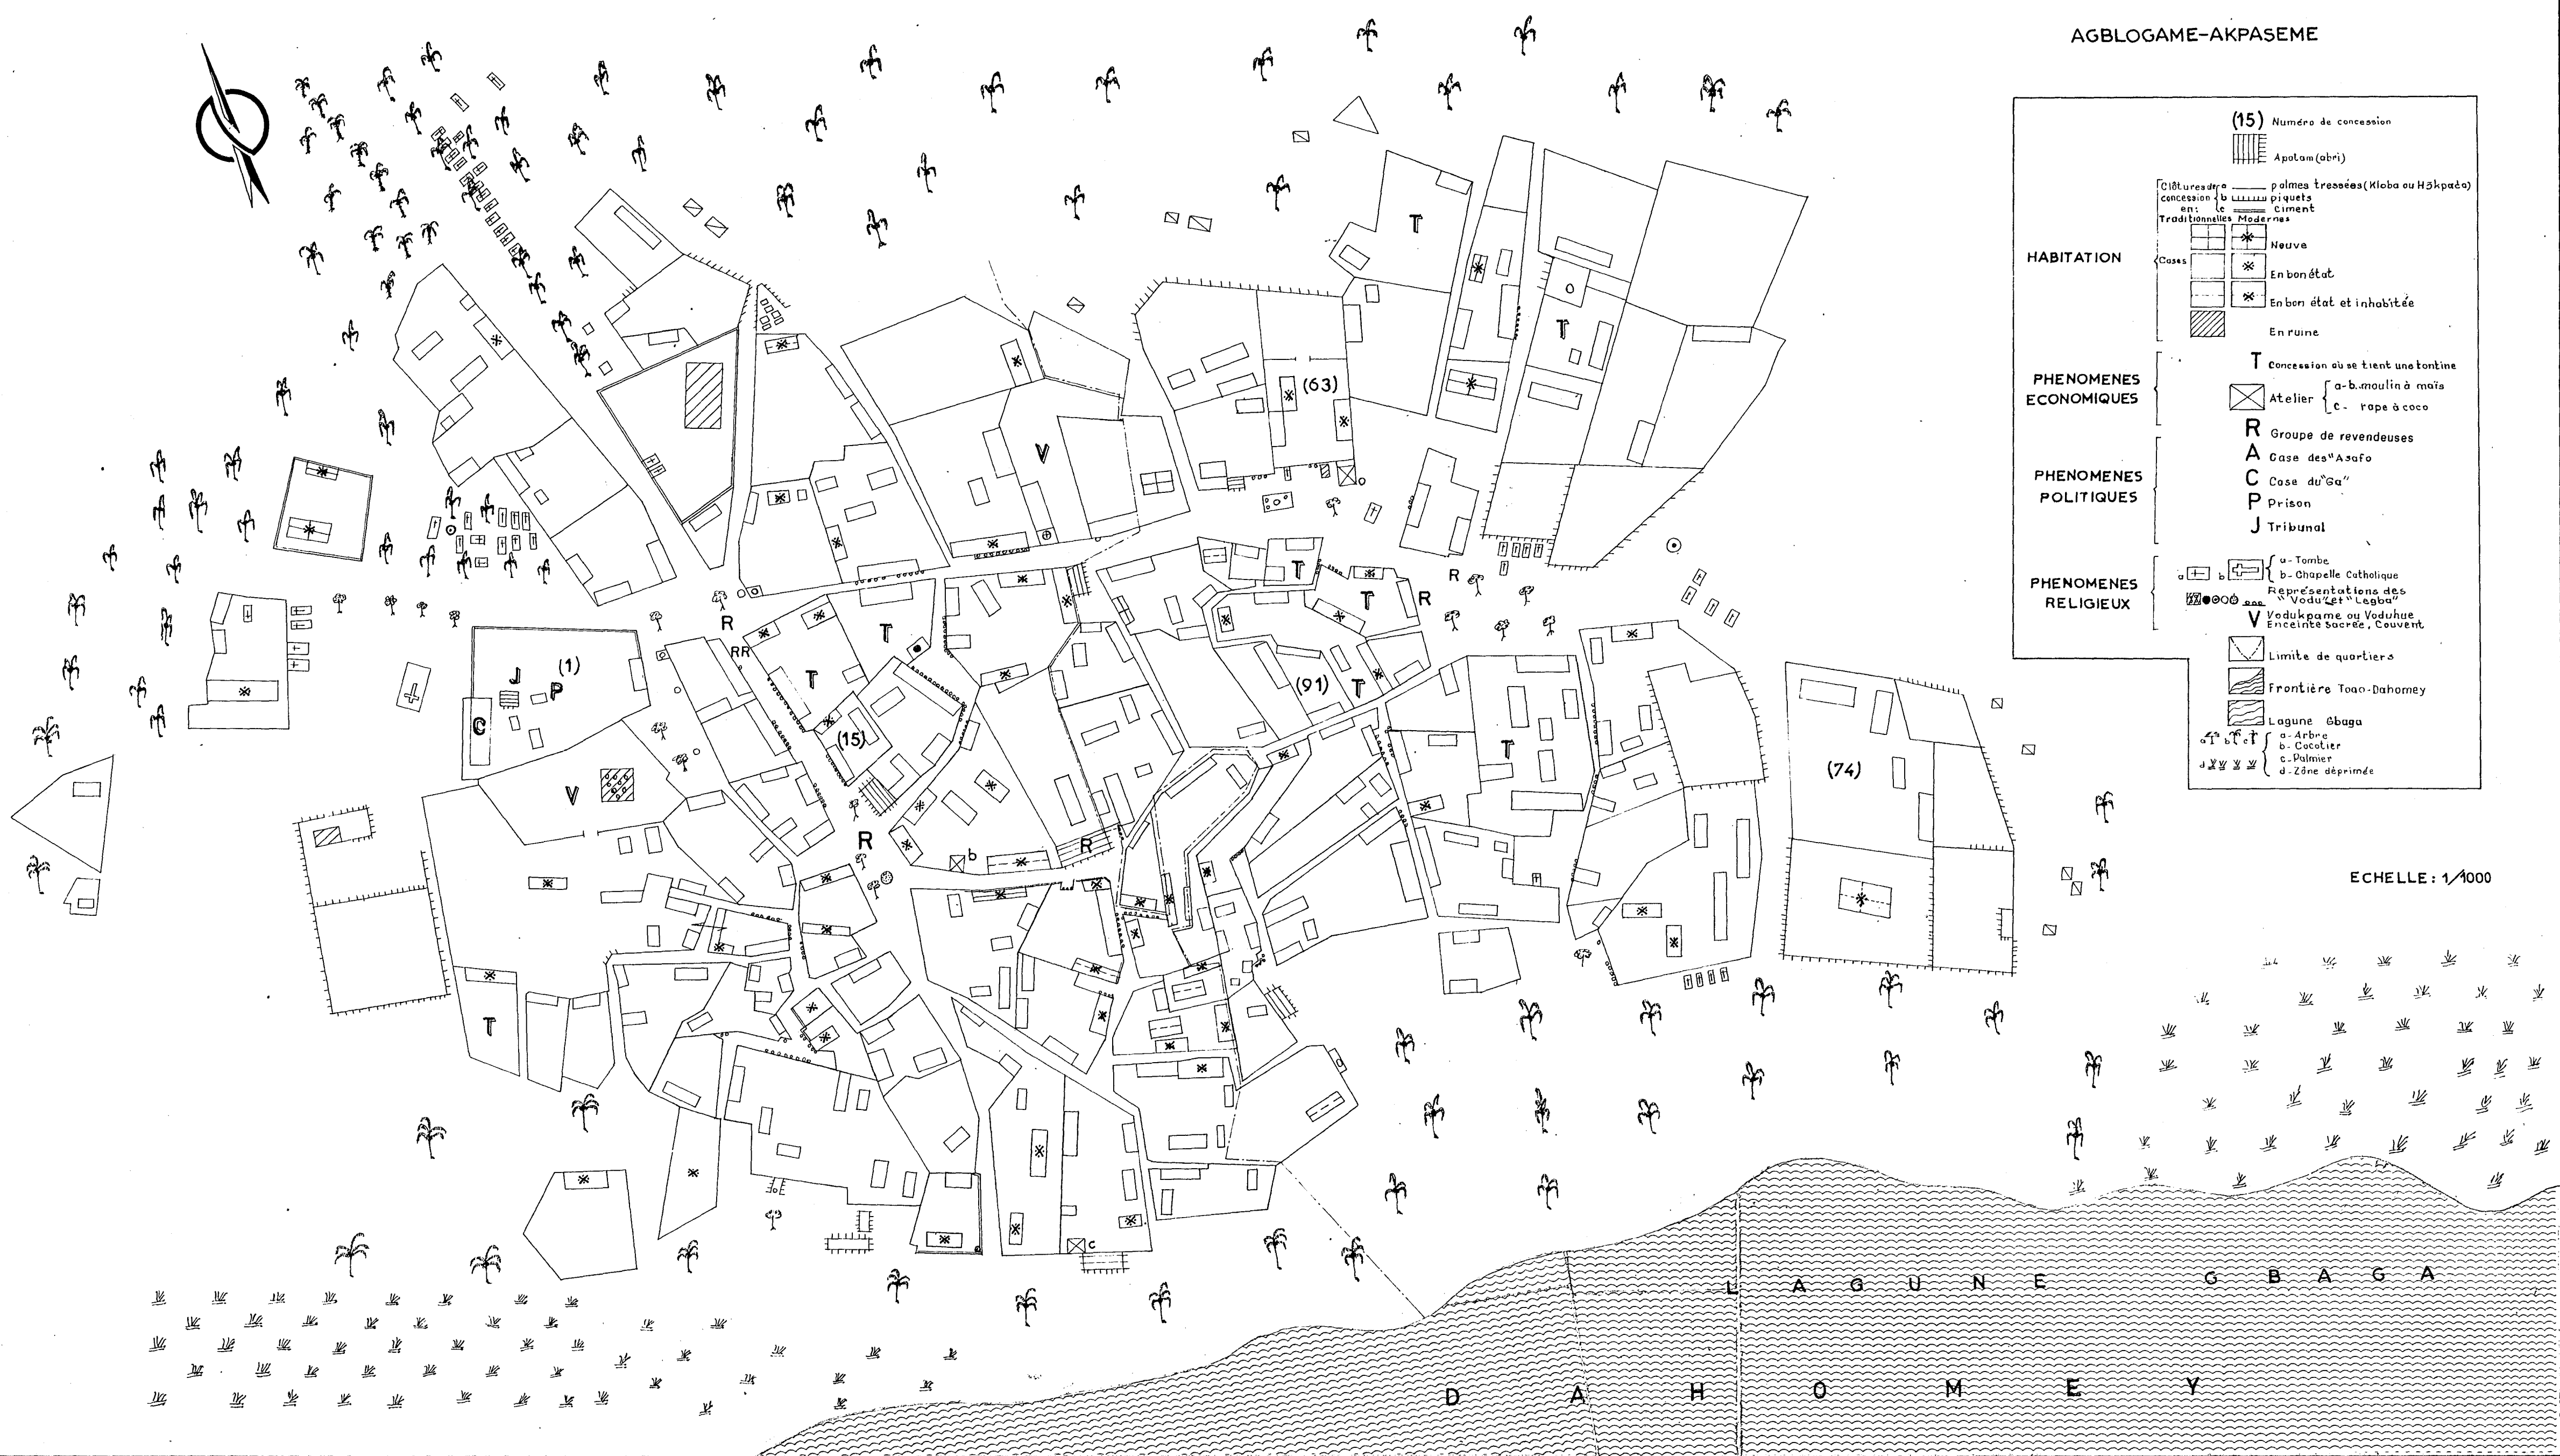 AGBLOGAME-AKPASEME
(15) Numéro de concession
Apatam (abri)
Clôtures de a palmes tressées (Kloba ou
concession b piquets
en: c ciment
Traditionnelles Modernes
HABITATION
Neuve
Cases
En bon état
En bon état et inhabitée
En ruine
T Concession où se tient une tontine
PHENOMENES
ECONOMIQUES
a-b..moulin à maïs
Atelier
c- rape à coco
R Groupe de revendeuses
A Case des "Asafo
PHENOMENES
POLITIQUES
C Case du "Ga"
P Prison
J Tribunal
PHENOMENES
RELIGIEUX
a b a-Tombe
b-Chapelle Catholique
Représentations des
"Vodu" et "Legba"
V Vodukpame ou Voduhue
Enceinte Sacrée, Couvent
Limite de quartiers
Frontière Togo-Dahomey
Lagune Gbaga
a b c a-Arbre
b-Cocotier
c-Palmier
d d-Zône déprimée
ECHELLE: 1/1000
T
T
(63)
V
T
T
R
R
R
RR
T
J (1)
P
C
T
(15)
(91) T
T
(74)
V
R
b
R
T
c
LAGUNE GBAGA
DAHOMEY